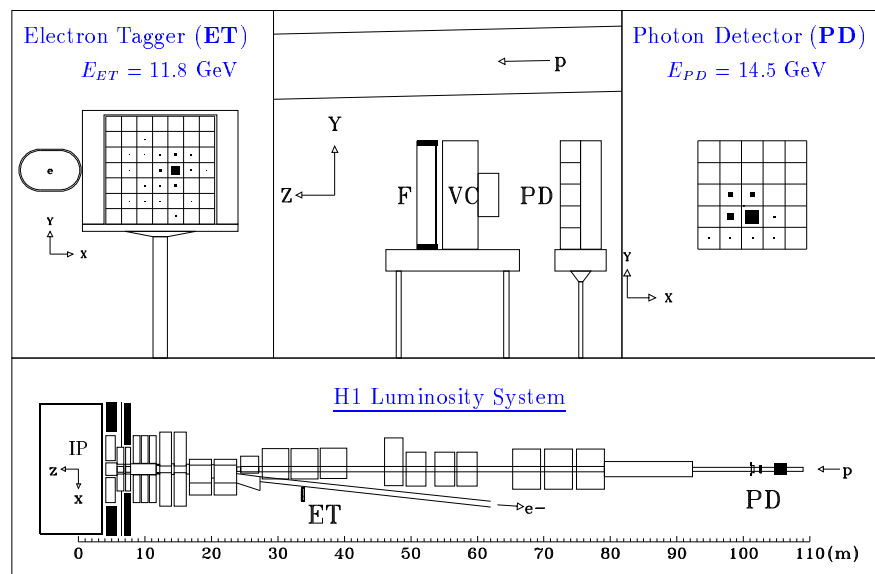 Electron Tagger (ET)
E_ET = 11.8 GeV
e
Y
X
p
Y
Z
F
VC
PD
Photon Detector (PD)
E_PD = 14.5 GeV
Y
X
H1 Luminosity System
IP
z
x
ET
e-
PD
p
0 10 20 30 40 50 60 70 80 90 100 110(m)